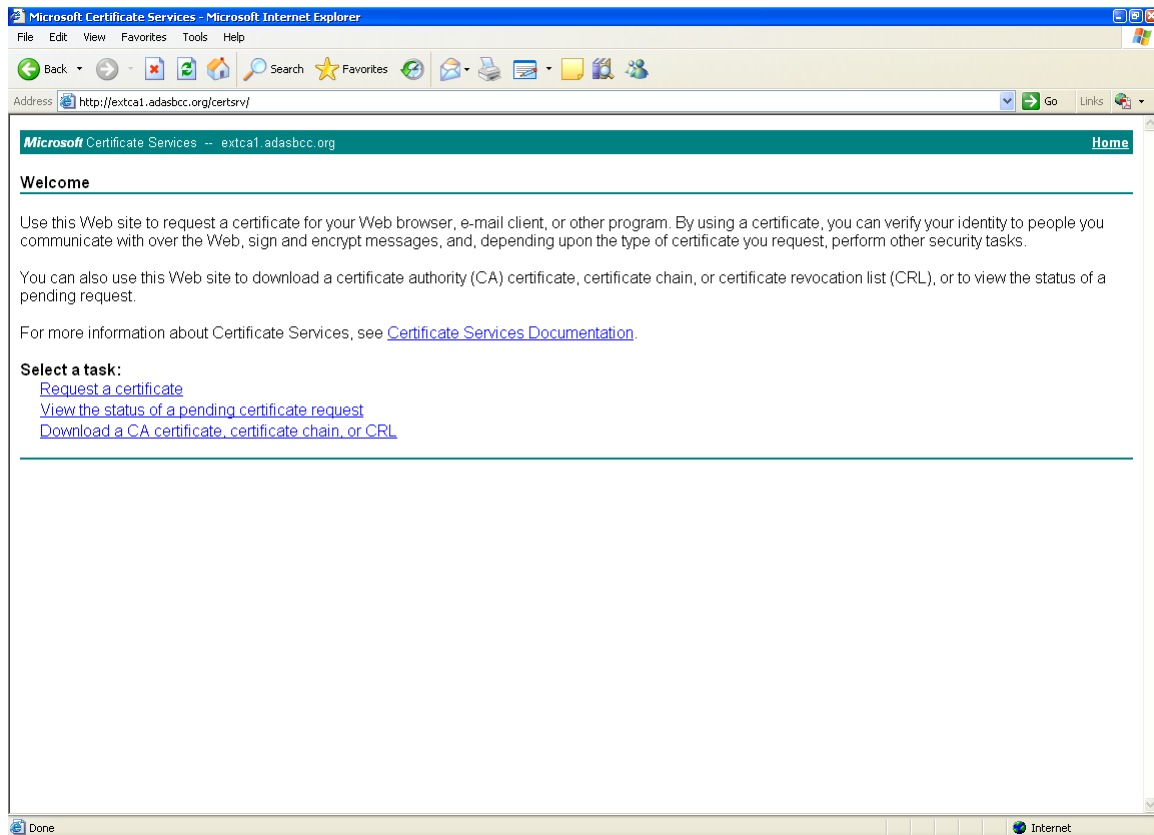 Microsoft Certificate Services - Microsoft Internet Explorer
File Edit View Favorites Tools Help
Back Search Favorites
Address http://extca1.adasbcc.org/certsrv/ Go Links
Microsoft Certificate Services -- extca1.adasbcc.org Home
Welcome
Use this Web site to request a certificate for your Web browser, e-mail client, or other program. By using a certificate, you can verify your identity to people you
communicate with over the Web, sign and encrypt messages, and, depending upon the type of certificate you request, perform other security tasks.
You can also use this Web site to download a certificate authority (CA) certificate, certificate chain, or certificate revocation list (CRL), or to view the status of a
pending request.
For more information about Certificate Services, see Certificate Services Documentation.
Select a task:
Request a certificate
View the status of a pending certificate request
Download a CA certificate, certificate chain, or CRL
Done Internet